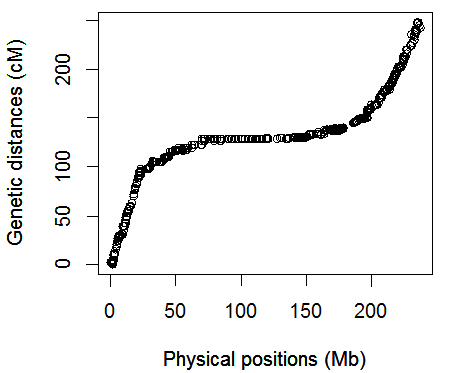 Genetic distances (cM)
0 50 100 200
0 50 100 150 200
Physical positions (Mb)